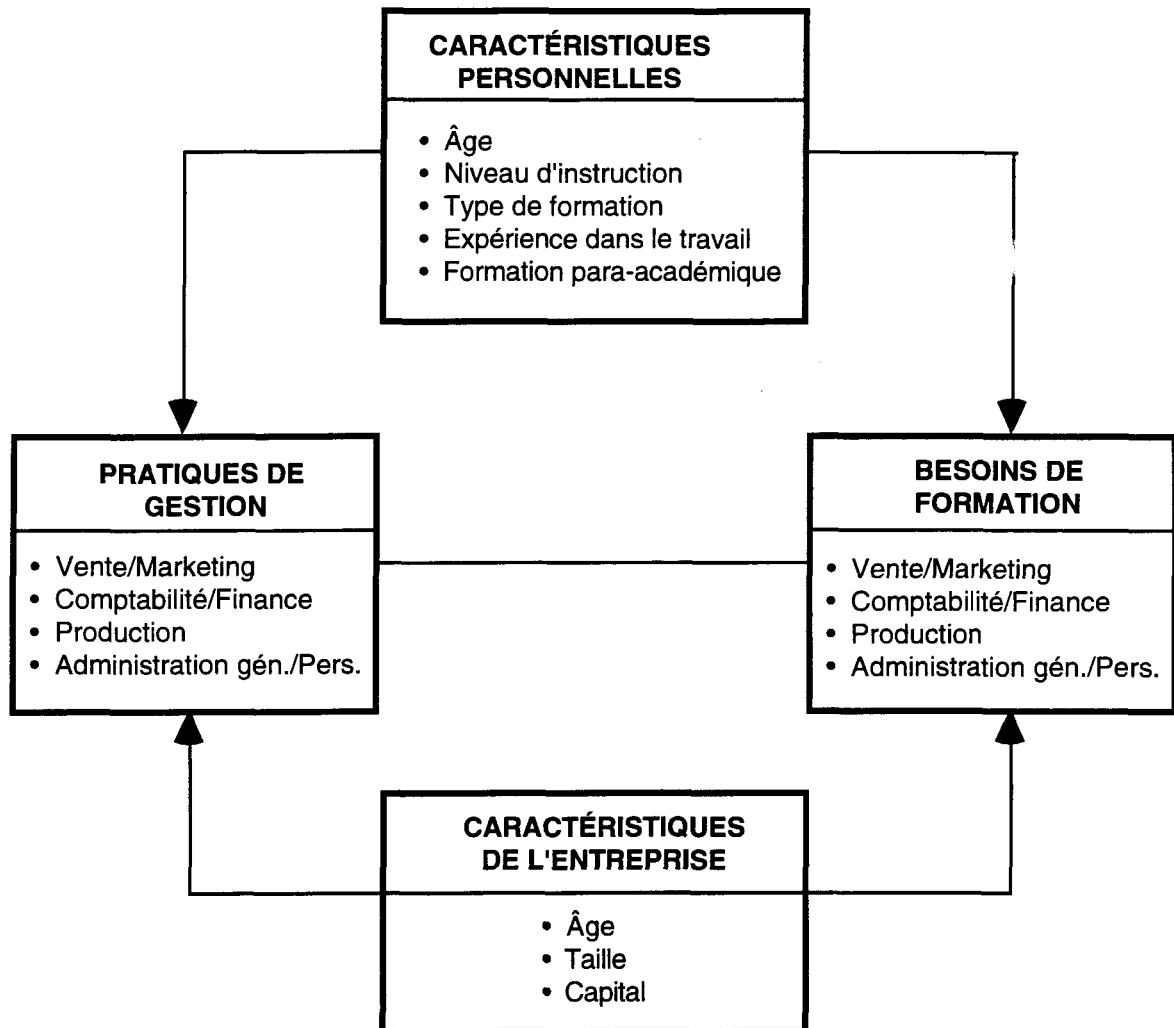 CARACTÉRISTIQUES
PERSONNELLES
• Âge
• Niveau d'instruction
• Type de formation
• Expérience dans le travail
• Formation para-académique
PRATIQUES DE
GESTION
• Vente/Marketing
• Comptabilité/Finance
• Production
• Administration gén./Pers.
BESOINS DE
FORMATION
• Vente/Marketing
• Comptabilité/Finance
• Production
• Administration gén./Pers.
CARACTÉRISTIQUES
DE L'ENTREPRISE
• Âge
• Taille
• Capital